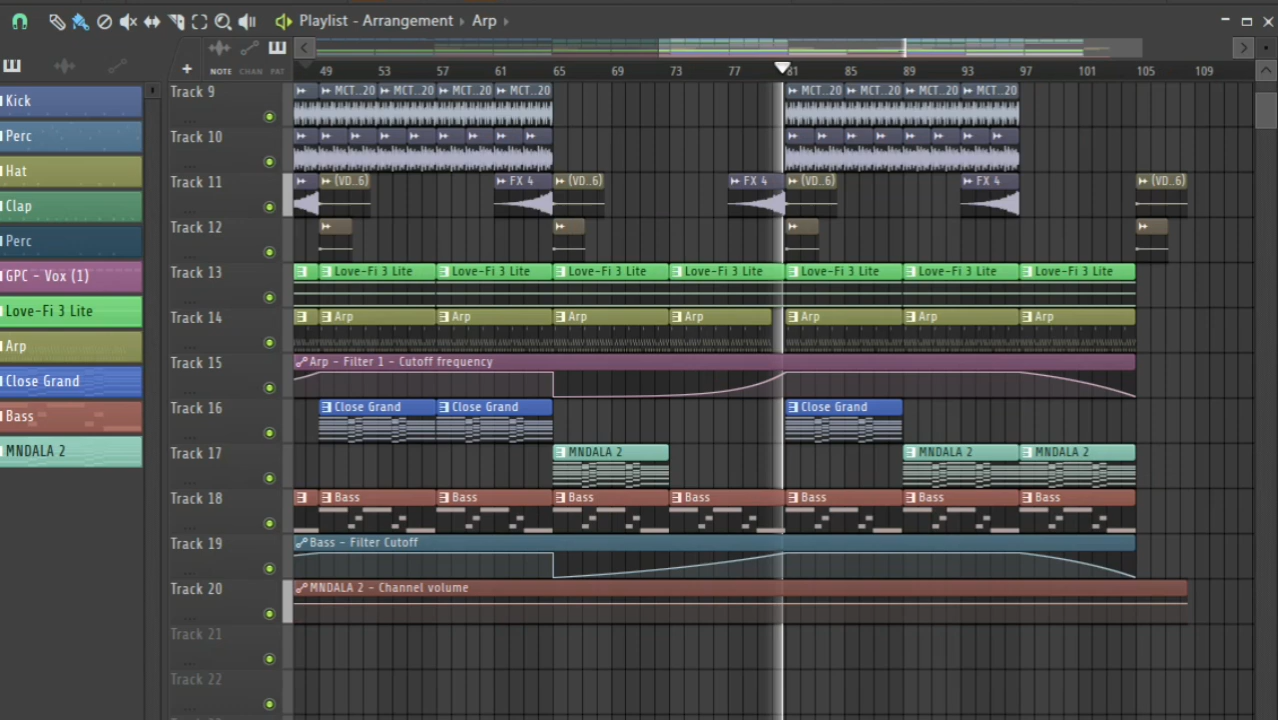 Playlist - Arrangement › Arp ›
NOTE CHAN PAT
49 53 57 61 65 69 73 77 81 85 89 93 97 101 105 109
Kick
Perc
Hat
Clap
Perc
GPC - Vox (1)
Love-Fi 3 Lite
Arp
Close Grand
Bass
MNDALA 2
Track 9 MCT..20 MCT..20 MCT..20 MCT..20 MCT..20 MCT..20 MCT..20 MCT..20
Track 10
Track 11 (VD..6) FX 4 (VD..6) FX 4 (VD..6) FX 4 (VD..6)
Track 12
Track 13 Love-Fi 3 Lite Love-Fi 3 Lite Love-Fi 3 Lite Love-Fi 3 Lite Love-Fi 3 Lite Love-Fi 3 Lite Love-Fi 3 Lite
Track 14 Arp Arp Arp Arp Arp Arp Arp
Track 15 Arp - Filter 1 - Cutoff frequency
Track 16 Close Grand Close Grand Close Grand
Track 17 MNDALA 2 MNDALA 2 MNDALA 2
Track 18 Bass Bass Bass Bass Bass Bass Bass
Track 19 Bass - Filter Cutoff
Track 20 MNDALA 2 - Channel volume
Track 21
Track 22